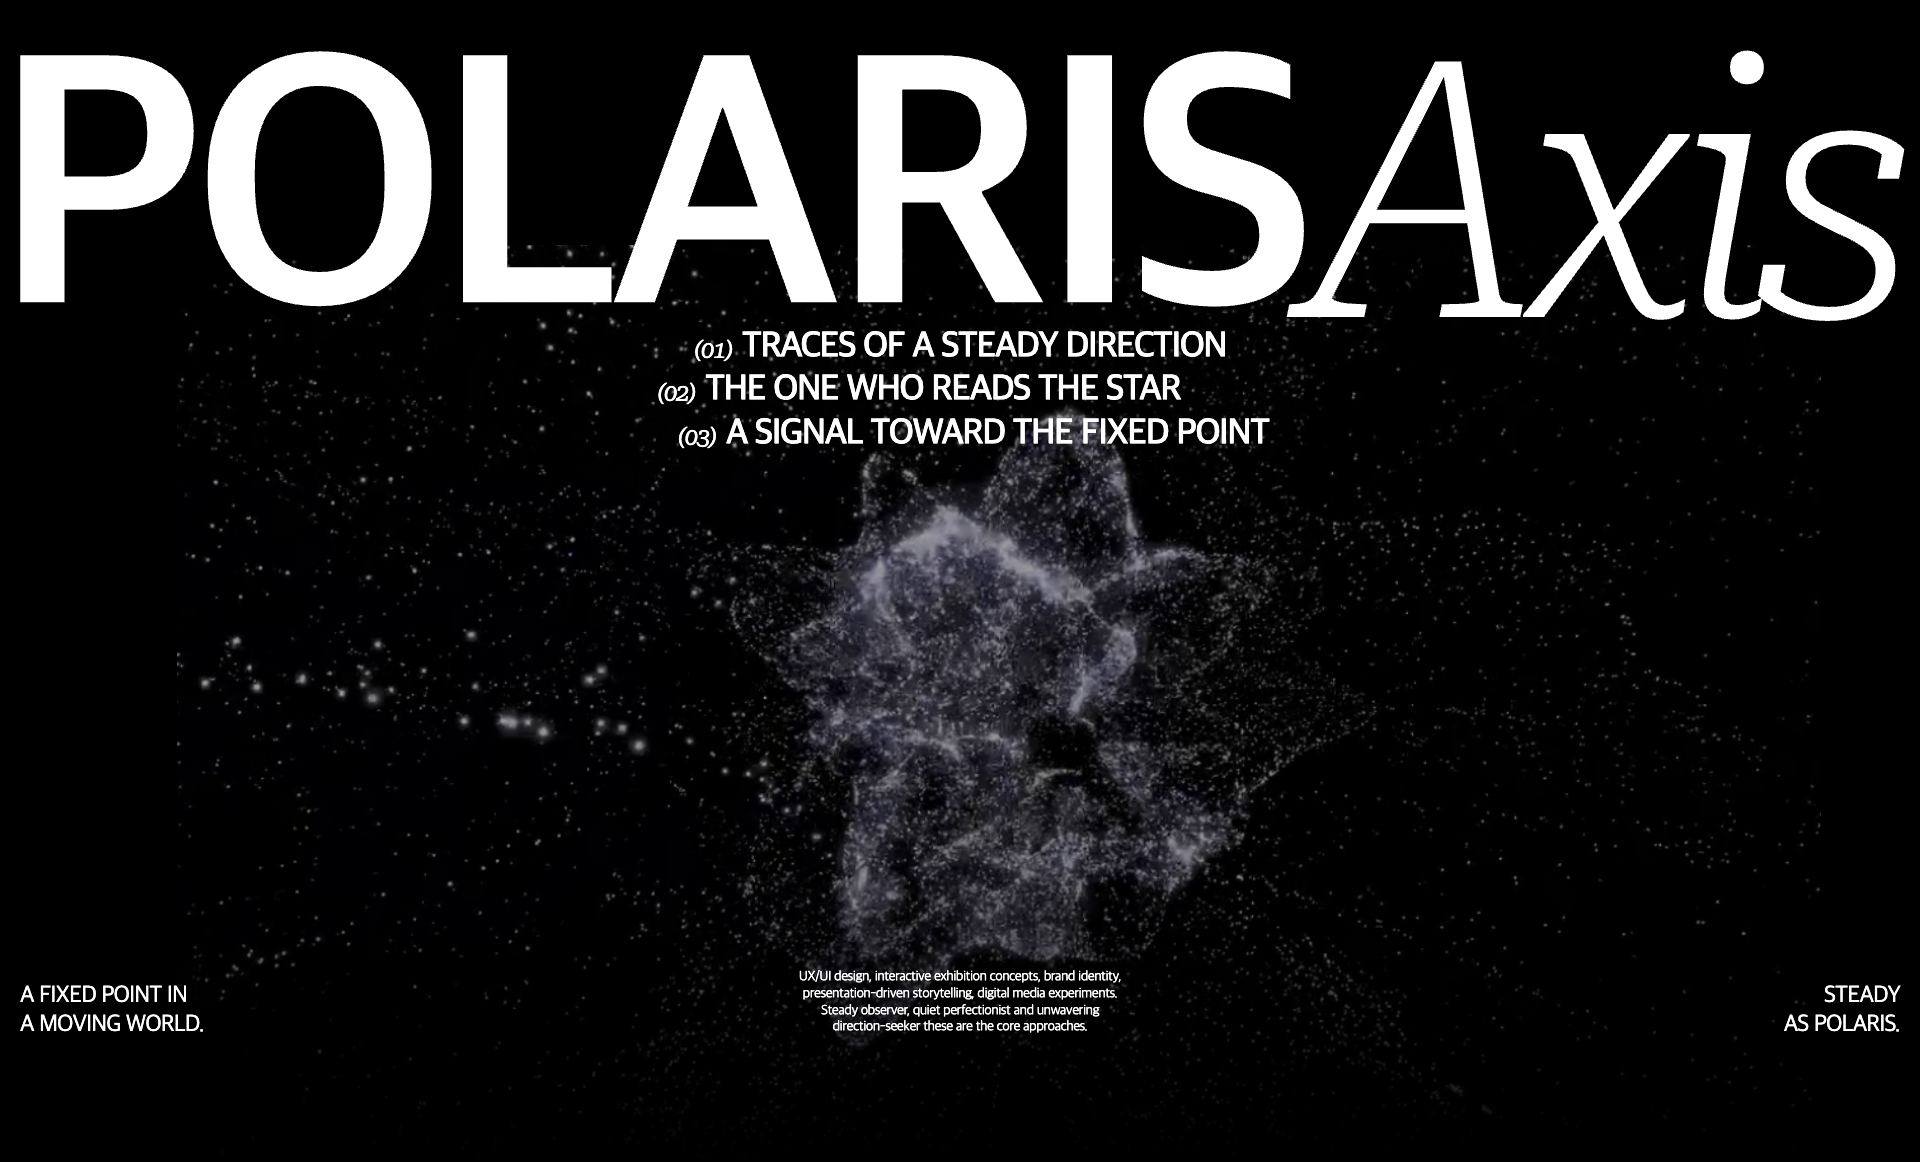 POLARIS Axis
(01) TRACES OF A STEADY DIRECTION
(02) THE ONE WHO READS THE STAR
(03) A SIGNAL TOWARD THE FIXED POINT
A FIXED POINT IN
A MOVING WORLD.
UX/UI design, interactive exhibition concepts, brand identity,
presentation-driven storytelling, digital media experiments.
Steady observer, quiet perfectionist and unwavering
direction-seeker these are the core approaches.
STEADY
AS POLARIS.